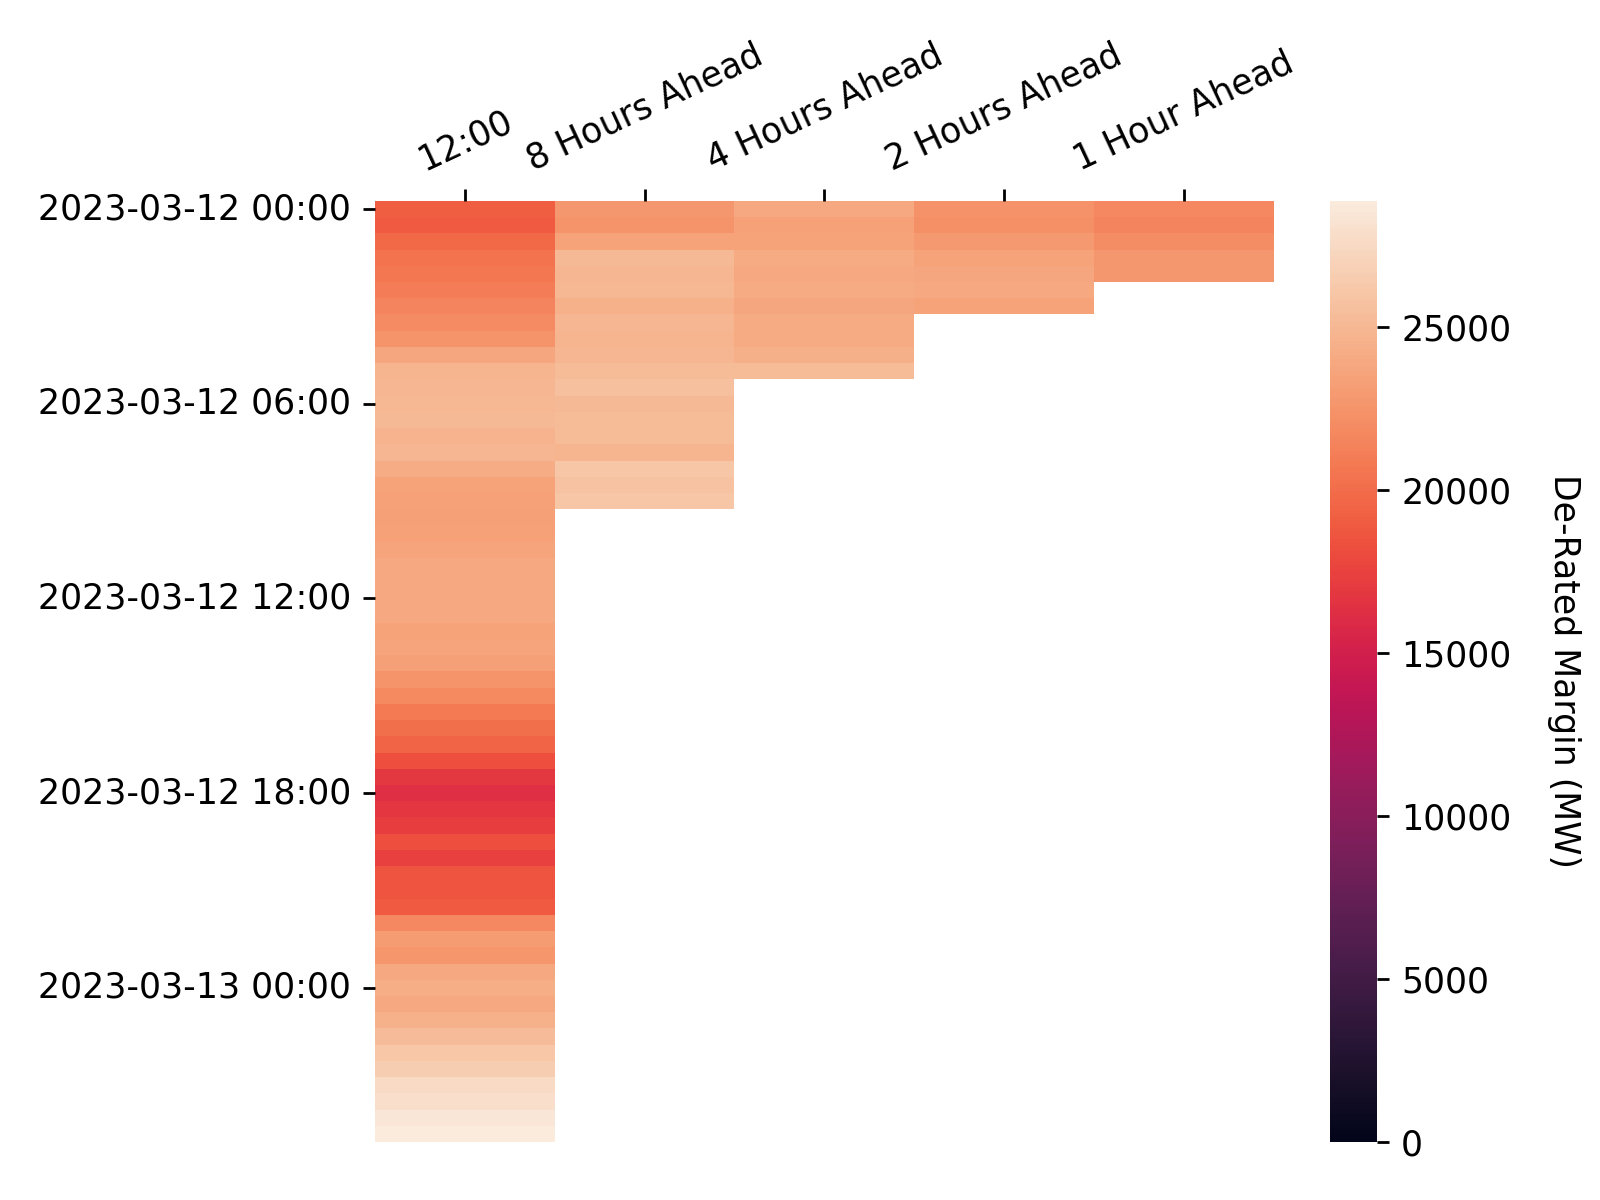 12:00
8 Hours Ahead
4 Hours Ahead
2 Hours Ahead
1 Hour Ahead
2023-03-12 00:00
2023-03-12 06:00
2023-03-12 12:00
2023-03-12 18:00
2023-03-13 00:00
25000
20000
15000
10000
5000
0
De-Rated Margin (MW)